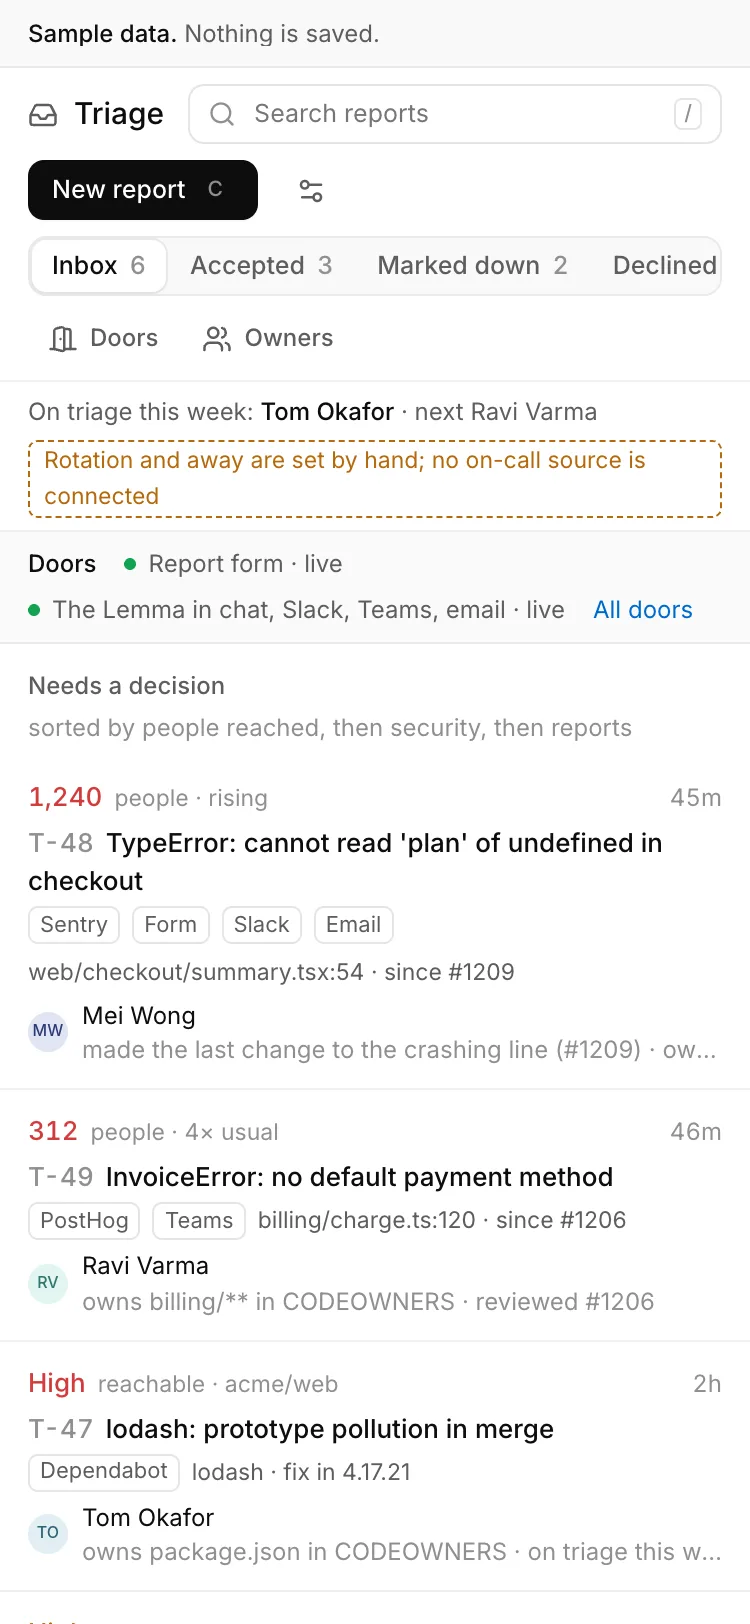 Sample data. Nothing is saved.
Triage
Search reports
/
New report C
Inbox 6 Accepted 3 Marked down 2 Declined
Doors Owners
On triage this week: Tom Okafor · next Ravi Varma
Rotation and away are set by hand; no on-call source is
connected
Doors Report form · live
The Lemma in chat, Slack, Teams, email · live All doors
Needs a decision
sorted by people reached, then security, then reports
1,240 people · rising 45m
T-48 TypeError: cannot read 'plan' of undefined in
checkout
Sentry Form Slack Email
web/checkout/summary.tsx:54 · since #1209
MW Mei Wong
made the last change to the crashing line (#1209) · ow...
312 people · 4× usual 46m
T-49 InvoiceError: no default payment method
PostHog Teams billing/charge.ts:120 · since #1206
RV Ravi Varma
owns billing/** in CODEOWNERS · reviewed #1206
High reachable · acme/web 2h
T-47 lodash: prototype pollution in merge
Dependabot lodash · fix in 4.17.21
TO Tom Okafor
owns package.json in CODEOWNERS · on triage this w...